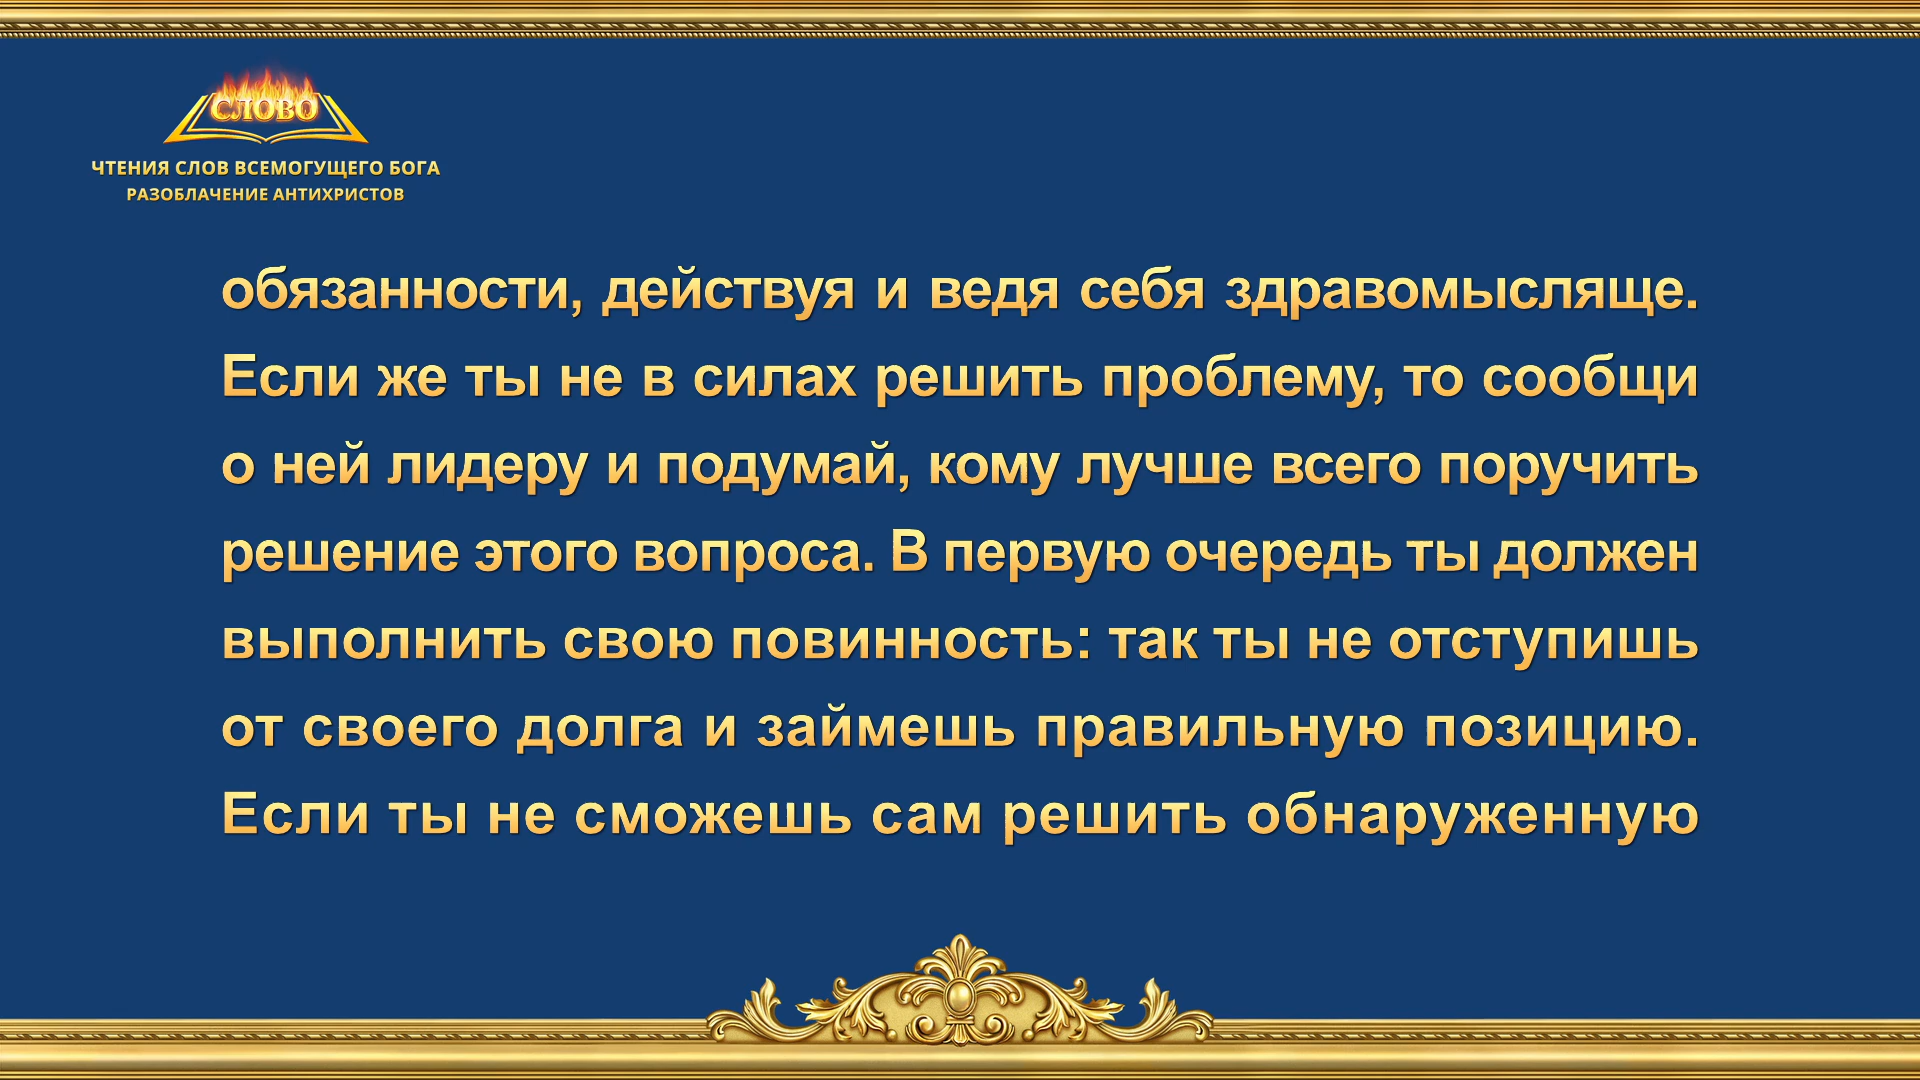 СЛОВО
ЧТЕНИЯ СЛОВ ВСЕМОГУЩЕГО БОГА
РАЗОБЛАЧЕНИЕ АНТИХРИСТОВ
обязанности, действуя и ведя себя здравомысляще.
Если же ты не в силах решить проблему, то сообщи
о ней лидеру и подумай, кому лучше всего поручить
решение этого вопроса. В первую очередь ты должен
выполнить свою повинность: так ты не отступишь
от своего долга и займешь правильную позицию.
Если ты не сможешь сам решить обнаруженную